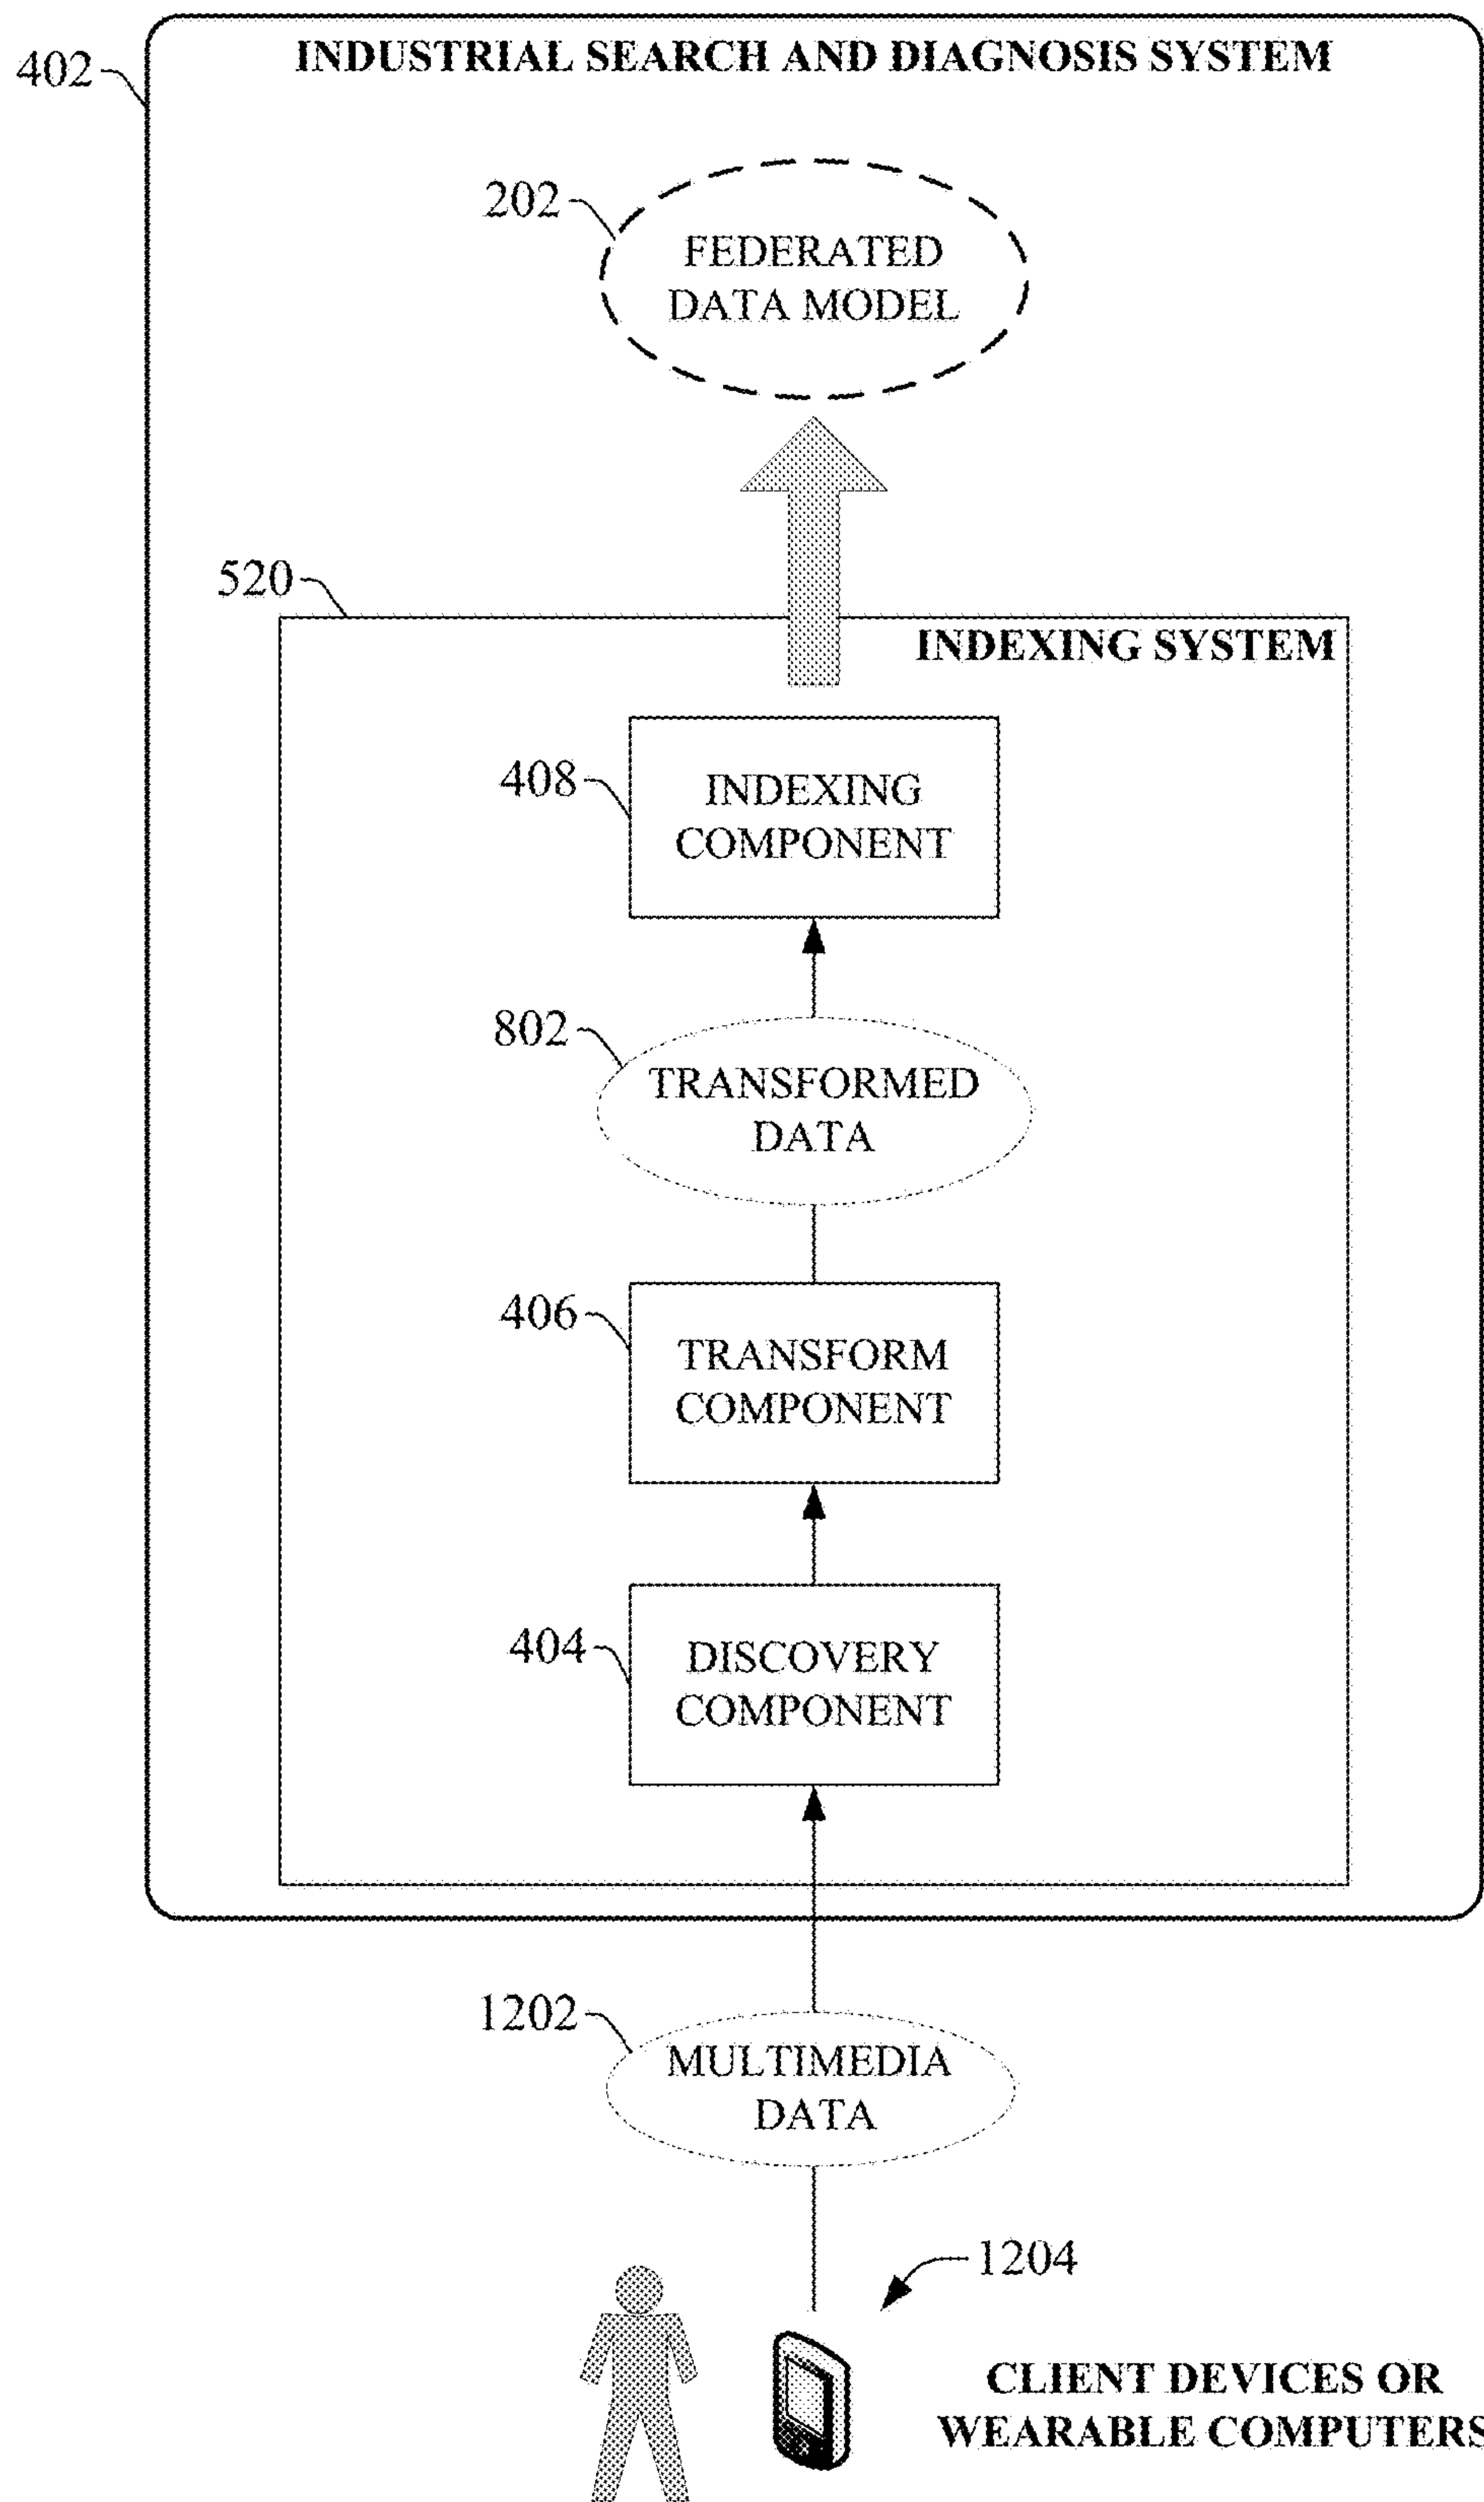 402
INDUSTRIAL SEARCH AND DIAGNOSIS SYSTEM
202
FEDERATED
DATA MODEL
520
INDEXING SYSTEM
408
INDEXING
COMPONENT
802
TRANSFORMED
DATA
406
TRANSFORM
COMPONENT
404
DISCOVERY
COMPONENT
1202
MULTIMEDIA
DATA
1204
CLIENT DEVICES OR
WEARABLE COMPUTERS